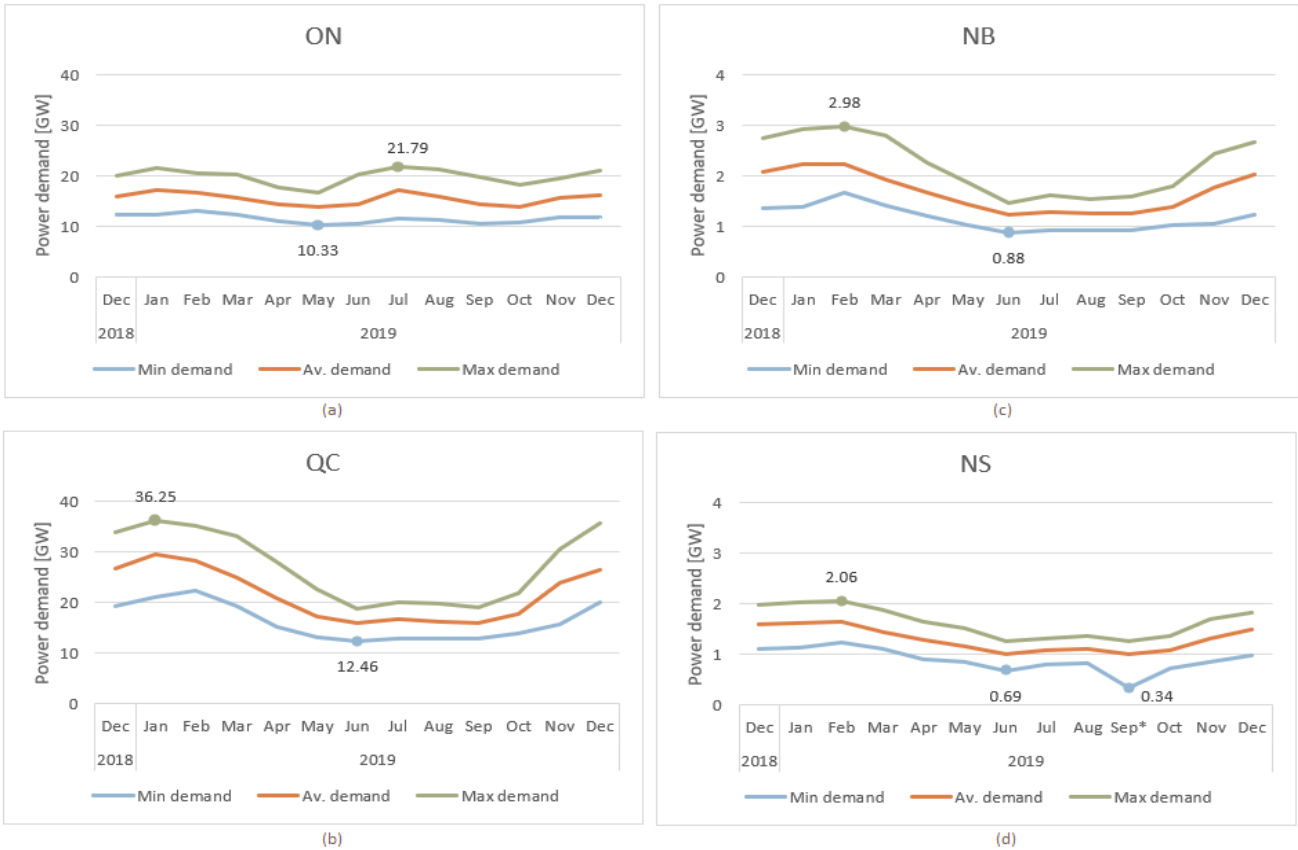 ON
Power demand [GW]
40
30
20
10
0
21.79
10.33
Dec Jan Feb Mar Apr May Jun Jul Aug Sep Oct Nov Dec
2018 2019
Min demand Av. demand Max demand
(a)
NB
Power demand [GW]
4
3
2
1
0
2.98
0.88
Dec Jan Feb Mar Apr May Jun Jul Aug Sep Oct Nov Dec
2018 2019
Min demand Av. demand Max demand
(c)
QC
Power demand [GW]
40
30
20
10
0
36.25
12.46
Dec Jan Feb Mar Apr May Jun Jul Aug Sep Oct Nov Dec
2018 2019
Min demand Av. demand Max demand
(b)
NS
Power demand [GW]
4
3
2
1
0
2.06
0.69
0.34
Dec Jan Feb Mar Apr May Jun Jul Aug Sep* Oct Nov Dec
2018 2019
Min demand Av. demand Max demand
(d)